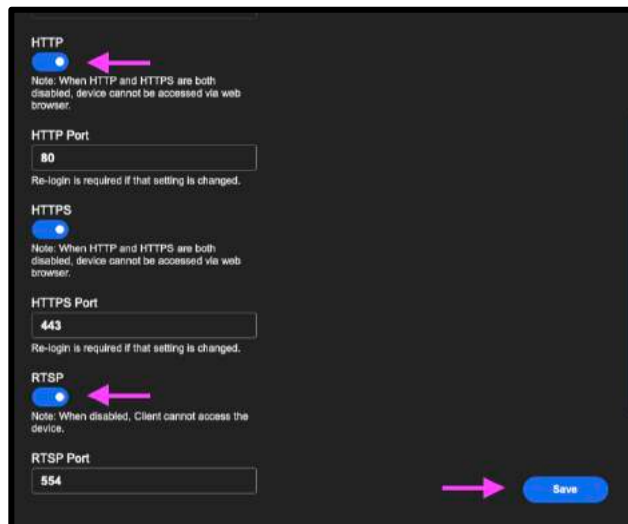 HTTP
Note: When HTTP and HTTPS are both
disabled, device cannot be accessed via web
browser.
HTTP Port
80
Re-login is required if that setting is changed.
HTTPS
Note: When HTTP and HTTPS are both
disabled, device cannot be accessed via web
browser.
HTTPS Port
443
Re-login is required if that setting is changed.
RTSP
Note: When disabled, Client cannot access the
device.
RTSP Port
554
Save